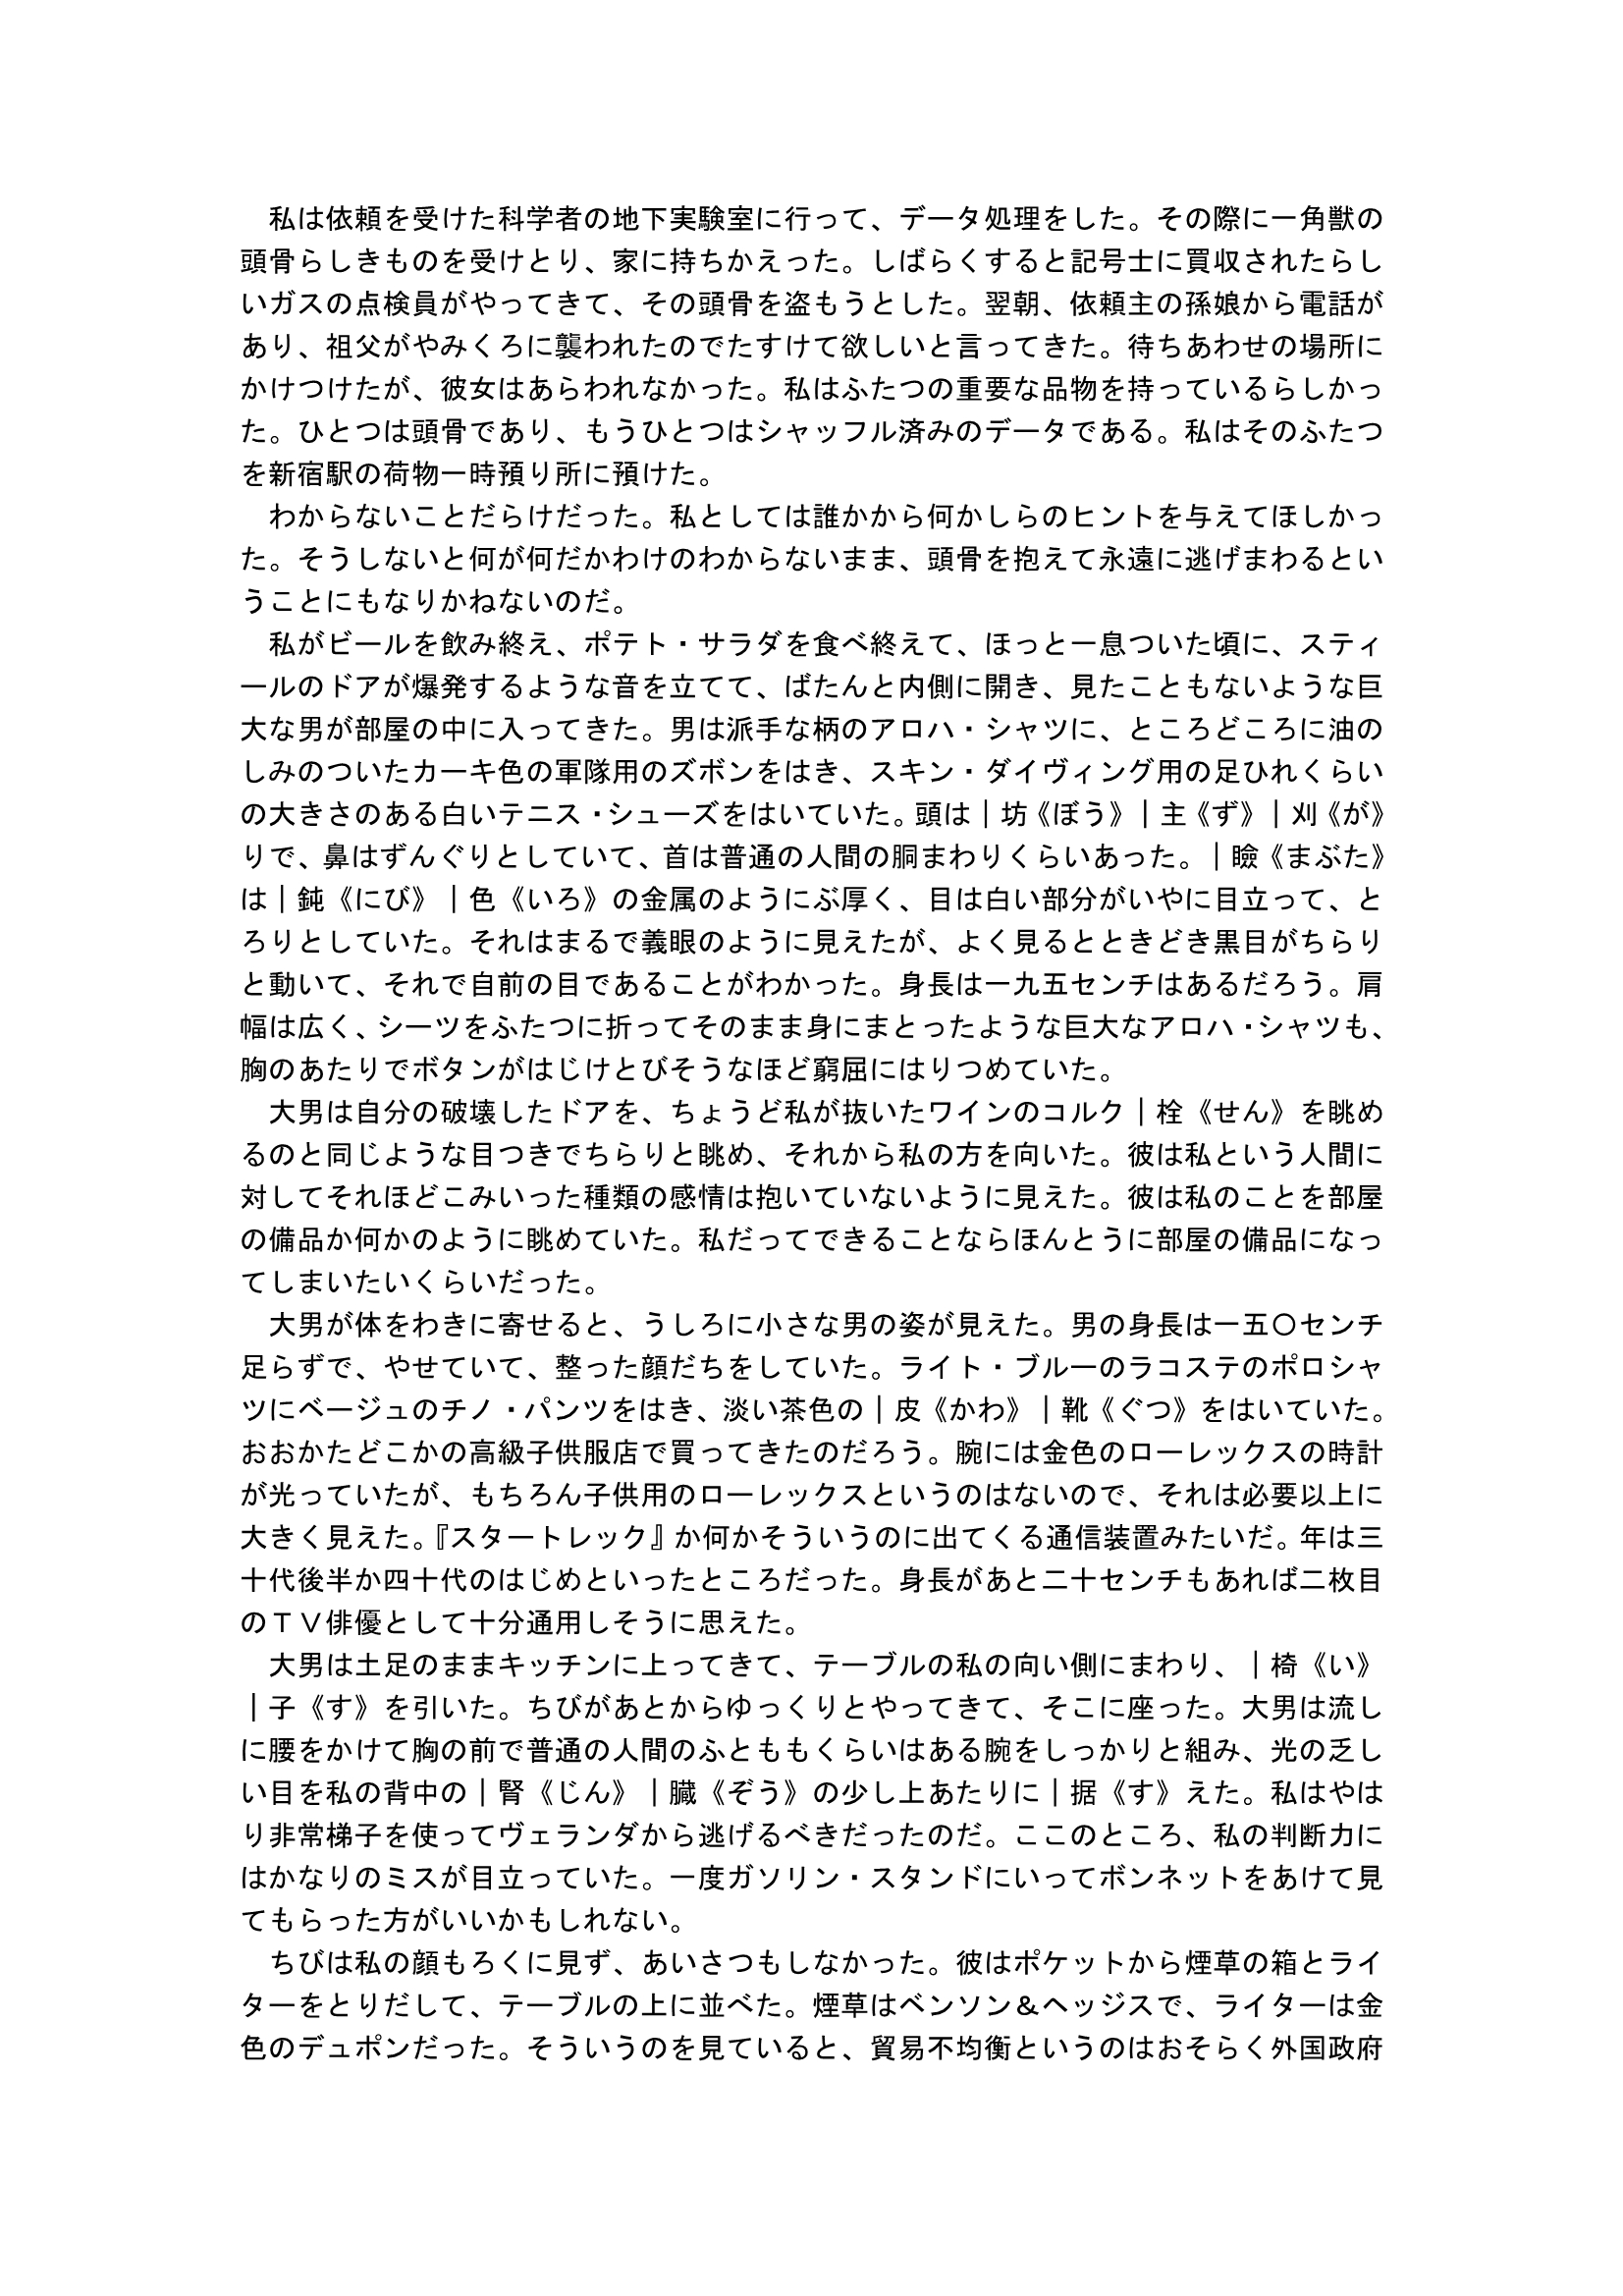 私は依頼を受けた科学者の地下実験室に行って、データ処理をした。その際に一角獣の
頭骨らしきものを受けとり、家に持ちかえった。しばらくすると記号士に買収されたらし
いガスの点検員がやってきて、その頭骨を盗もうとした。翌朝、依頼主の孫娘から電話が
あり、祖父がやみくろに襲われたのでたすけて欲しいと言ってきた。待ちあわせの場所に
かけつけたが、彼女はあらわれなかった。私はふたつの重要な品物を持っているらしかっ
た。ひとつは頭骨であり、もうひとつはシャッフル済みのデータである。私はそのふたつ
を新宿駅の荷物一時預り所に預けた。
　わからないことだらけだった。私としては誰かから何かしらのヒントを与えてほしかっ
た。そうしないと何が何だかわけのわからないまま、頭骨を抱えて永遠に逃げまわるとい
うことにもなりかねないのだ。
　私がビールを飲み終え、ポテト・サラダを食べ終えて、ほっと一息ついた頃に、スティ
ールのドアが爆発するような音を立てて、ばたんと内側に開き、見たこともないような巨
大な男が部屋の中に入ってきた。男は派手な柄のアロハ・シャツに、ところどころに油の
しみのついたカーキ色の軍隊用のズボンをはき、スキン・ダイヴィング用の足ひれくらい
の大きさのある白いテニス・シューズをはいていた。頭は｜坊《ぼう》｜主《ず》｜刈《が》
りで、鼻はずんぐりとしていて、首は普通の人間の胴まわりくらいあった。｜瞼《まぶた》
は｜鈍《にび》｜色《いろ》の金属のようにぶ厚く、目は白い部分がいやに目立って、と
ろりとしていた。それはまるで義眼のように見えたが、よく見るとときどき黒目がちらり
と動いて、それで自前の目であることがわかった。身長は一九五センチはあるだろう。肩
幅は広く、シーツをふたつに折ってそのまま身にまとったような巨大なアロハ・シャツも、
胸のあたりでボタンがはじけとびそうなほど窮屈にはりつめていた。
　大男は自分の破壊したドアを、ちょうど私が抜いたワインのコルク｜栓《せん》を眺め
るのと同じような目つきでちらりと眺め、それから私の方を向いた。彼は私という人間に
対してそれほどこみいった種類の感情は抱いていないように見えた。彼は私のことを部屋
の備品か何かのように眺めていた。私だってできることならほんとうに部屋の備品になっ
てしまいたいくらいだった。
　大男が体をわきに寄せると、うしろに小さな男の姿が見えた。男の身長は一五〇センチ
足らずで、やせていて、整った顔だちをしていた。ライト・ブルーのラコステのポロシャ
ツにベージュのチノ・パンツをはき、淡い茶色の｜皮《かわ》｜靴《ぐつ》をはいていた。
おおかたどこかの高級子供服店で買ってきたのだろう。腕には金色のローレックスの時計
が光っていたが、もちろん子供用のローレックスというのはないので、それは必要以上に
大きく見えた。『スタートレック』か何かそういうのに出てくる通信装置みたいだ。年は三
十代後半か四十代のはじめといったところだった。身長があと二十センチもあれば二枚目
のＴＶ俳優として十分通用しそうに思えた。
　大男は土足のままキッチンに上ってきて、テーブルの私の向い側にまわり、｜椅《い》
｜子《す》を引いた。ちびがあとからゆっくりとやってきて、そこに座った。大男は流し
に腰をかけて胸の前で普通の人間のふとももくらいはある腕をしっかりと組み、光の乏し
い目を私の背中の｜腎《じん》｜臓《ぞう》の少し上あたりに｜据《す》えた。私はやは
り非常梯子を使ってヴェランダから逃げるべきだったのだ。ここのところ、私の判断力に
はかなりのミスが目立っていた。一度ガソリン・スタンドにいってボンネットをあけて見
てもらった方がいいかもしれない。
　ちびは私の顔もろくに見ず、あいさつもしなかった。彼はポケットから煙草の箱とライ
ターをとりだして、テーブルの上に並べた。煙草はベンソン＆ヘッジスで、ライターは金
色のデュポンだった。そういうのを見ていると、貿易不均衡というのはおそらく外国政府